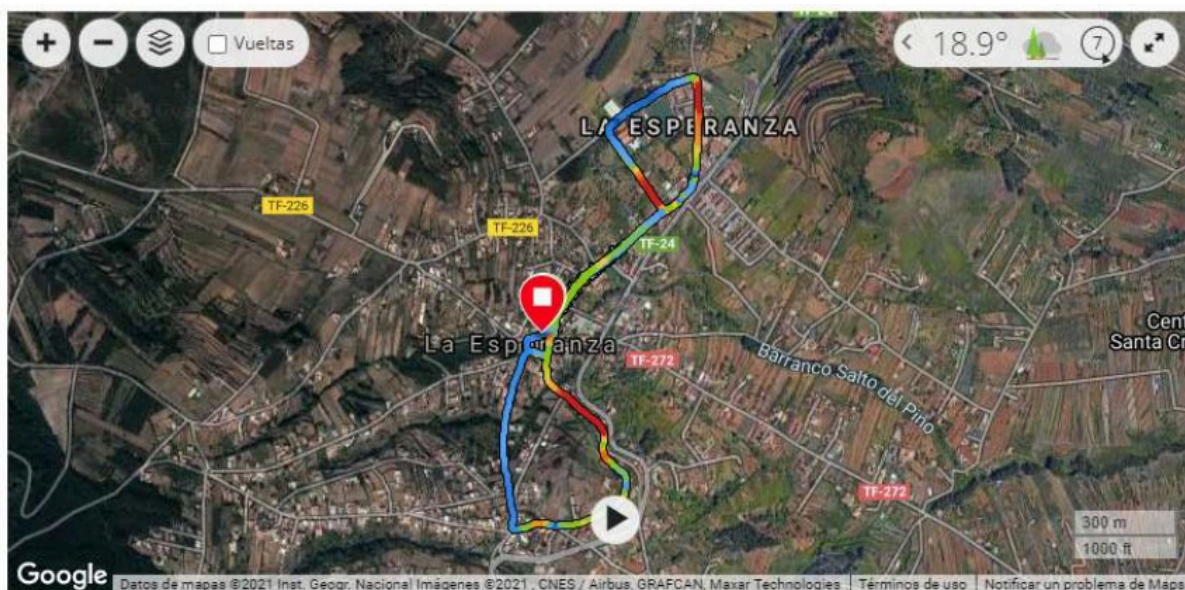 + − Vueltas
18.9° 7
LA ESPERANZA
TF-226
TF-226
TF-24
La Esperanza
TF-272
Barranco Salto del Pino
Santa Cr
TF-272
300 m
1000 ft
Google
Datos de mapas ©2021 Inst. Geogr. Nacional Imágenes ©2021 , CNES / Airbus, GRAFCAN, Maxar Technologies
Términos de uso
Notificar un problema de Maps